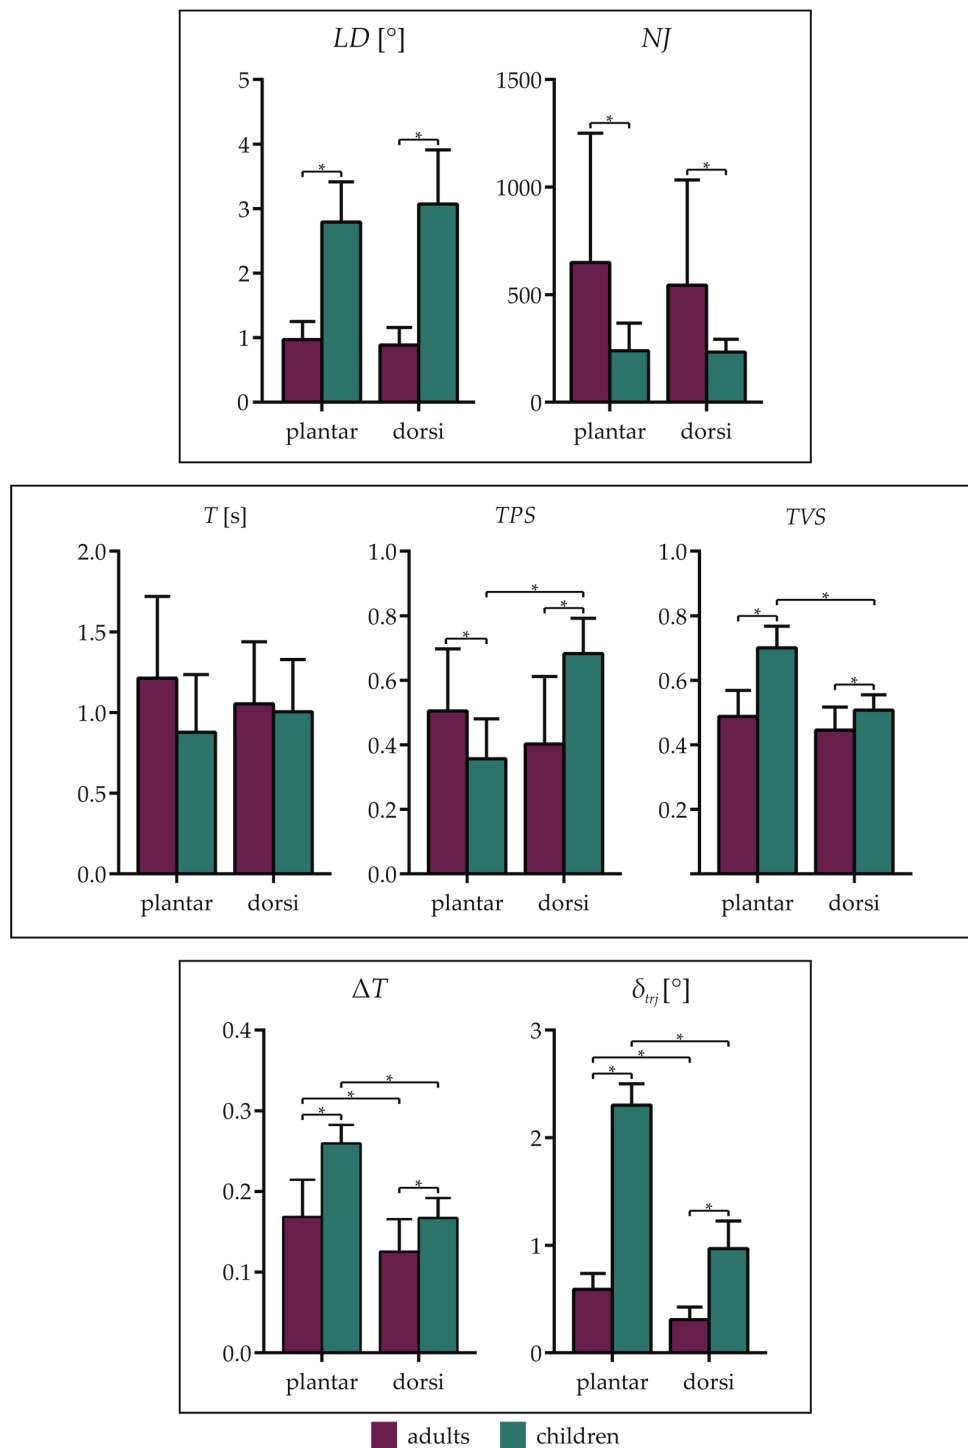 LD [°]
5
4
3
2
1
0
*
*
plantar
dorsi
NJ
1500
1000
500
0
*
*
plantar
dorsi
T [s]
2.0
1.5
1.0
0.5
0.0
plantar
dorsi
TPS
1.0
0.8
0.6
0.4
0.2
0.0
*
*
*
plantar
dorsi
TVS
1.0
0.8
0.6
0.4
0.2
*
*
*
plantar
dorsi
ΔT
0.4
0.3
0.2
0.1
0.0
*
*
*
*
plantar
dorsi
δtrj [°]
3
2
1
0
*
*
*
*
plantar
dorsi
adults
children